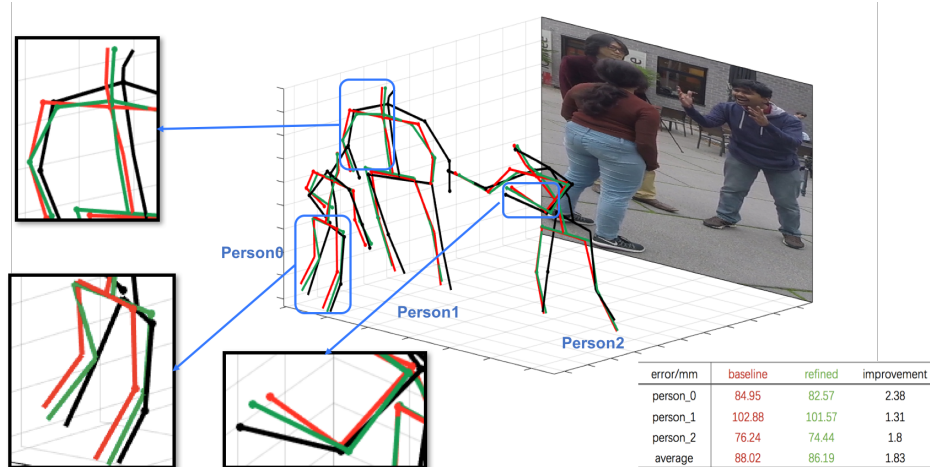 Person0
Person1
Person2
error/mm baseline refined improvement
person_0 84.95 82.57 2.38
person_1 102.88 101.57 1.31
person_2 76.24 74.44 1.8
average 88.02 86.19 1.83